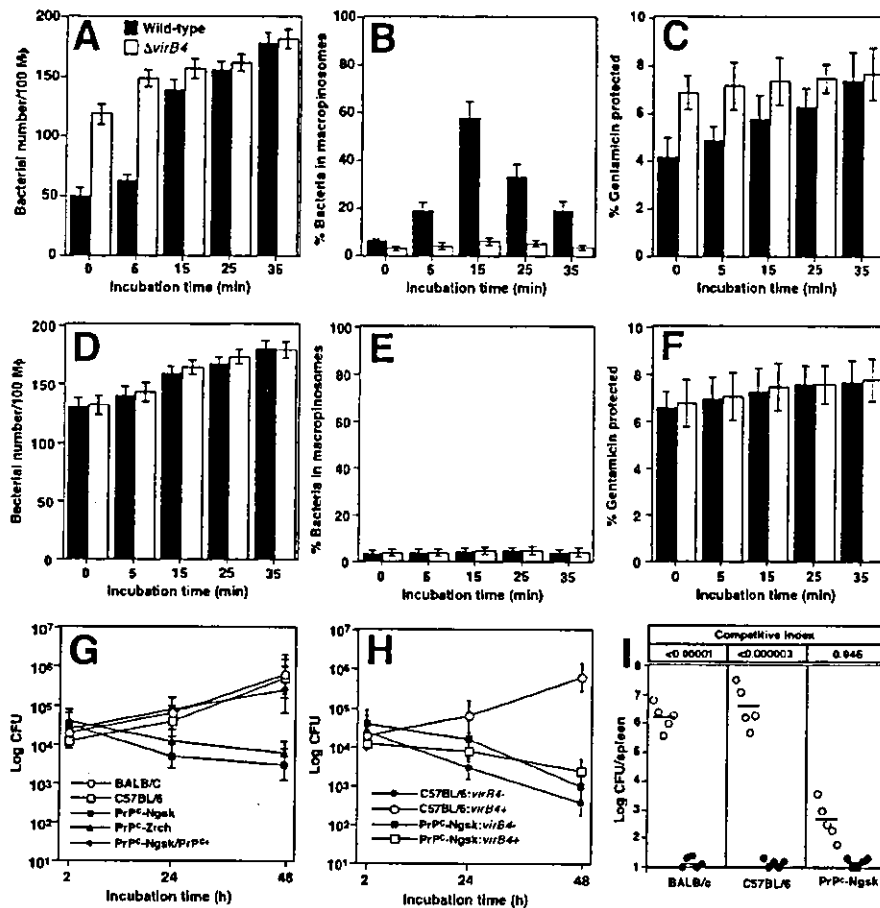 A
Wild-type
ΔvirB4
Bacterial number/100 Mϕ
200
150
100
50
0
0 5 15 25 35
Incubation time (min)
B
% Bacteria in macropinosomes
100
80
60
40
20
0
0 5 15 25 35
Incubation time (min)
C
% Gentamicin protected
10
8
6
4
2
0
0 5 15 25 35
Incubation time (min)
D
Bacterial number/100 Mϕ
200
150
100
50
0
0 5 15 25 35
Incubation time (min)
E
% Bacteria in macropinosomes
100
80
60
40
20
0
0 5 15 25 35
Incubation time (min)
F
% Gentamicin protected
10
8
6
4
2
0
0 5 15 25 35
Incubation time (min)
G
Log CFU
10⁷
10⁶
10⁵
10⁴
10³
10²
10¹
BALB/C
C57BL/6
PrPᶜ-Ngsk
PrPᶜ-Zrch
PrPᶜ-Ngsk/PrPᶜ⁺
2 24 48
Incubation time (h)
H
Log CFU
10⁷
10⁶
10⁵
10⁴
10³
10²
10¹
C57BL/6:virB4-
C57BL/6:virB4+
PrPᶜ-Ngsk:virB4-
PrPᶜ-Ngsk:virB4+
2 24 48
Incubation time (h)
I
Competitive Index
<0.00001 <0.000003 0.946
Log CFU/spleen
8
7
6
5
4
3
2
1
BALB/c C57BL/6 PrPᶜ-Ngsk